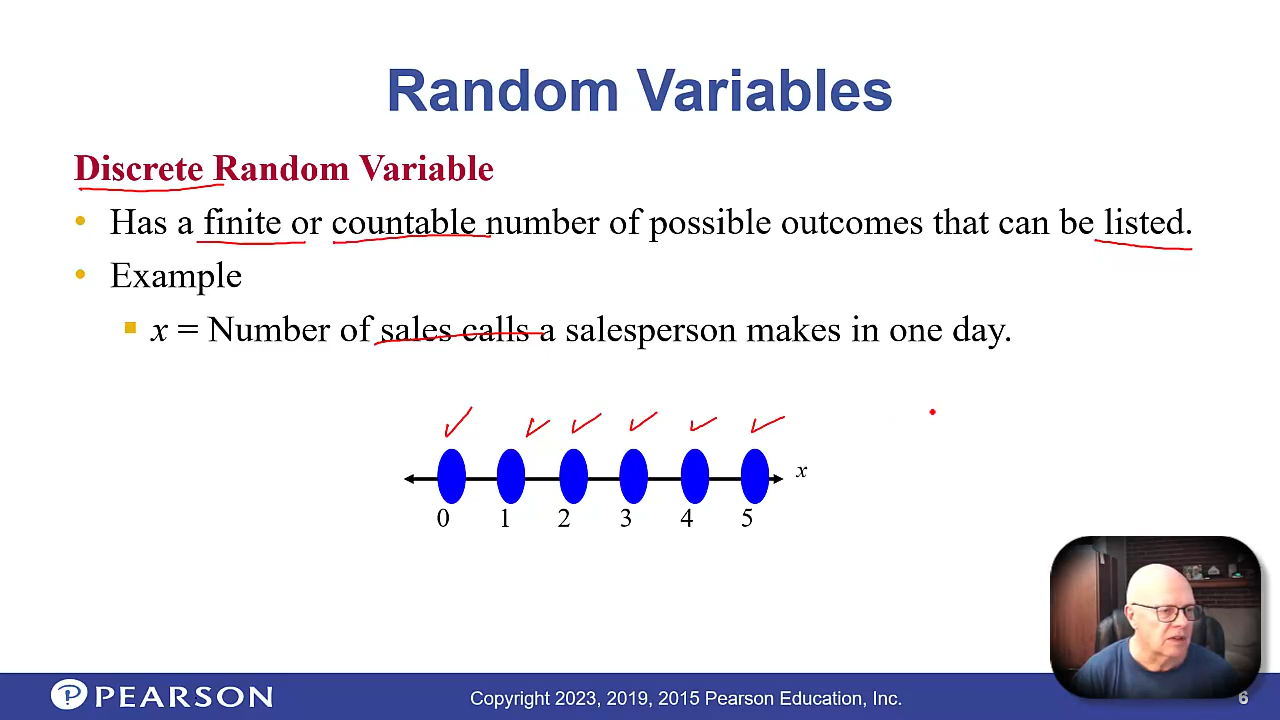 Random Variables
Discrete Random Variable
• Has a finite or countable number of possible outcomes that can be listed.
• Example
▪ x = Number of sales calls a salesperson makes in one day.
x
0 1 2 3 4 5
P PEARSON
Copyright 2023, 2019, 2015 Pearson Education, Inc.
6